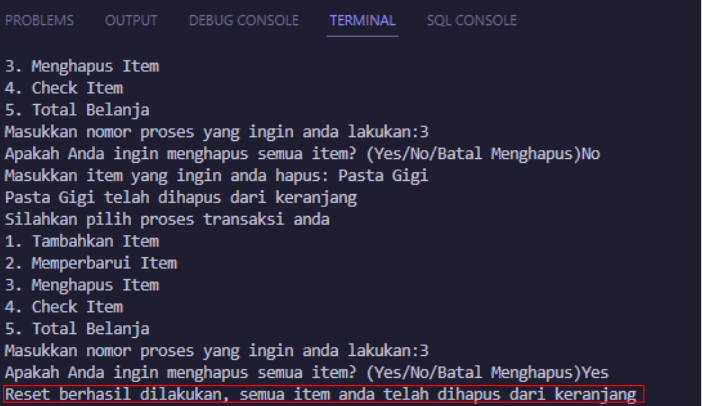 PROBLEMS OUTPUT DEBUG CONSOLE TERMINAL SQL CONSOLE
3. Menghapus Item
4. Check Item
5. Total Belanja
Masukkan nomor proses yang ingin anda lakukan:3
Apakah Anda ingin menghapus semua item? (Yes/No/Batal Menghapus)No
Masukkan item yang ingin anda hapus: Pasta Gigi
Pasta Gigi telah dihapus dari keranjang
Silahkan pilih proses transaksi anda
1. Tambahkan Item
2. Memperbarui Item
3. Menghapus Item
4. Check Item
5. Total Belanja
Masukkan nomor proses yang ingin anda lakukan:3
Apakah Anda ingin menghapus semua item? (Yes/No/Batal Menghapus)Yes
Reset berhasil dilakukan, semua item anda telah dihapus dari keranjang